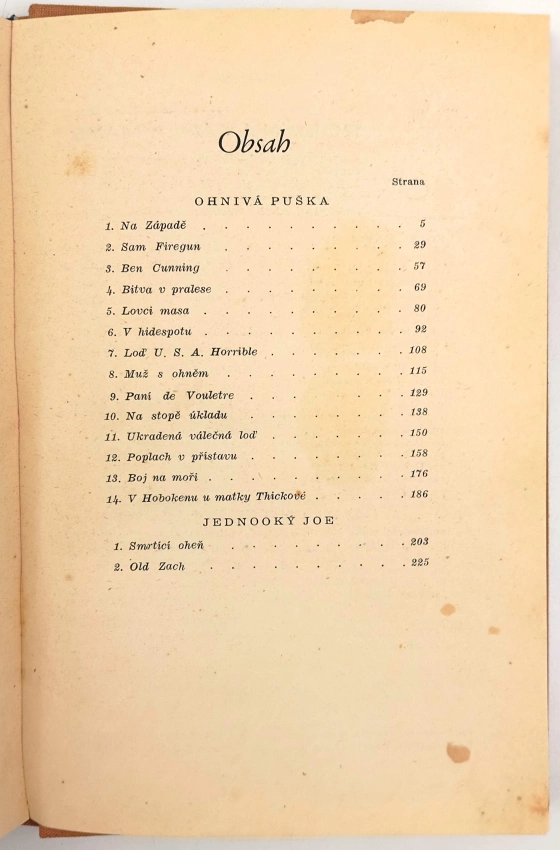 Obsah
Strana
OHNIVÁ PUŠKA
1. Na Západě . . . . . . . . . . 5
2. Sam Firegun . . . . . . . . . 29
3. Ben Cunning . . . . . . . . . 57
4. Bitva v pralese . . . . . . . . . 69
5. Lovci masa . . . . . . . . . . 80
6. V hidespotu . . . . . . . . . . 92
7. Loď U. S. A. Horrible . . . . . . . 108
8. Muž s ohněm . . . . . . . . . 115
9. Paní de Vouletre . . . . . . . . 129
10. Na stopě úkladu . . . . . . . . 138
11. Ukradená válečná loď . . . . . . . 150
12. Poplach v přístavu . . . . . . . . 158
13. Boj na moři . . . . . . . . . 176
14. V Hobokenu u matky Thickové . . . . . 186
JEDNOOKÝ JOE
1. Smrtící oheň . . . . . . . . . 203
2. Old Zach . . . . . . . . . . 225